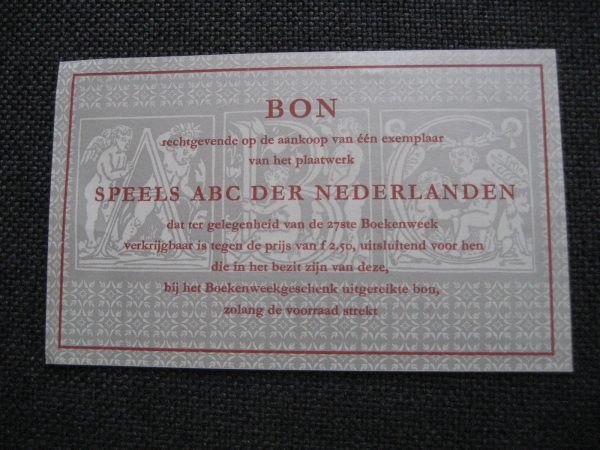 BON
rechtgevende op de aankoop van één exemplaar
van het plaatwerk
SPEELS ABC DER NEDERLANDEN
dat ter gelegenheid van de 27ste Boekenweek
verkrijgbaar is tegen de prijs van f 2,50, uitsluitend voor hen
die in het bezit zijn van deze,
bij het Boekenweekgeschenk uitgereikte bon,
zolang de voorraad strekt
A B C